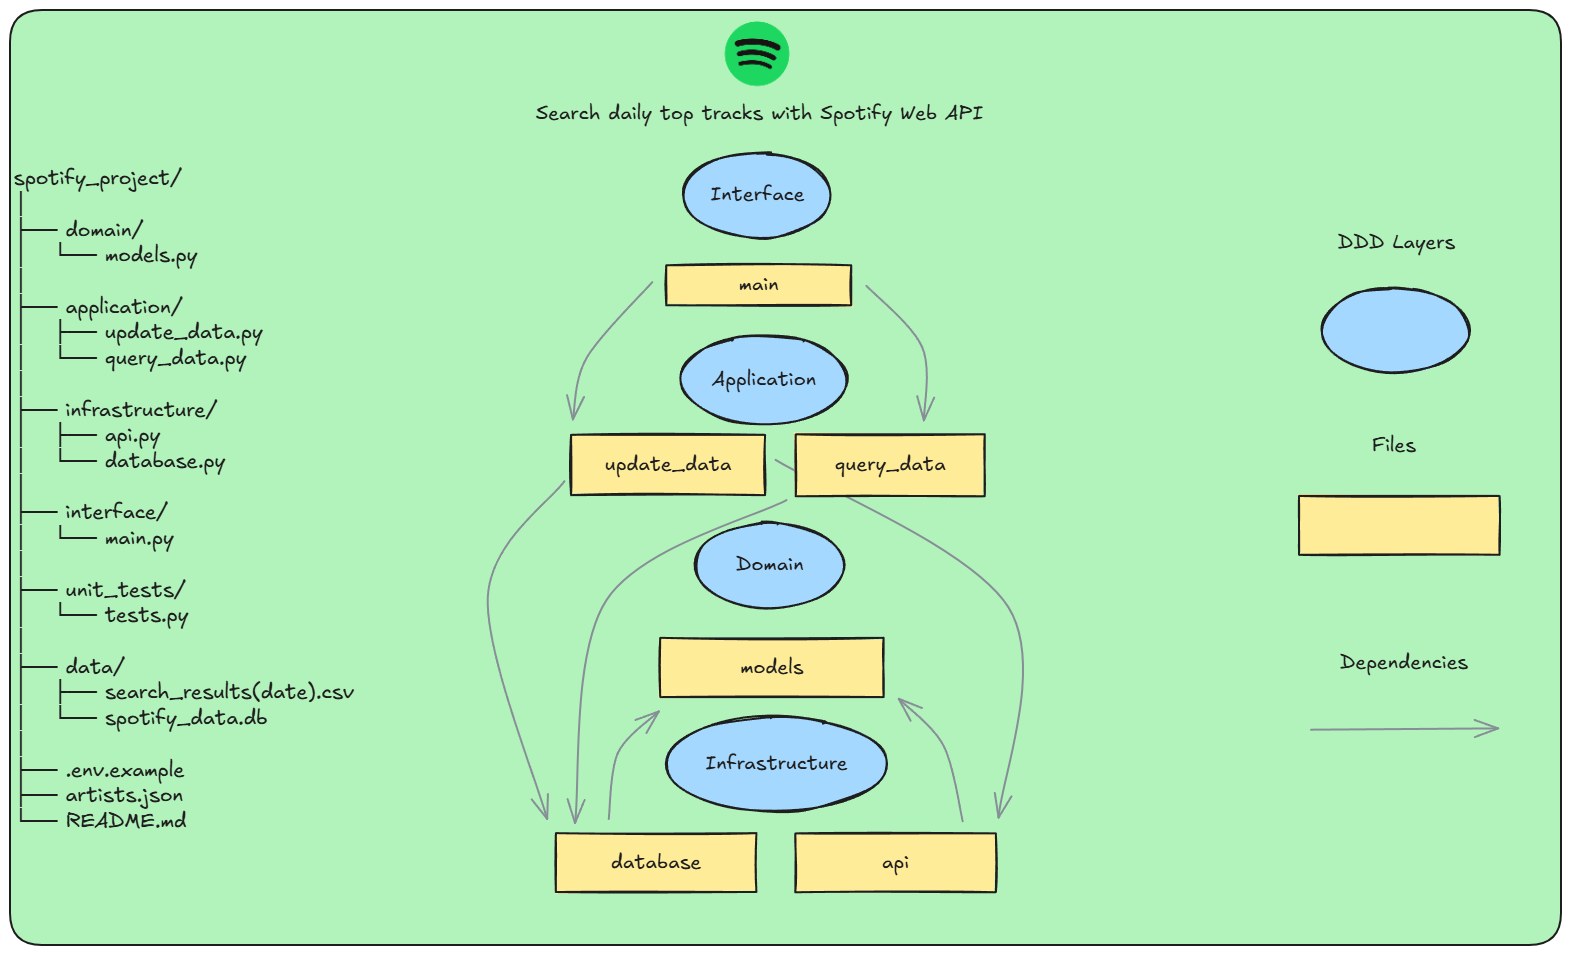 Search daily top tracks with Spotify Web API
spotify_project/
domain/
models.py
application/
update_data.py
query_data.py
infrastructure/
api.py
database.py
interface/
main.py
unit_tests/
tests.py
data/
search_results(date).csv
spotify_data.db
.env.example
artists.json
README.md
Interface
main
Application
update_data
query_data
Domain
models
Infrastructure
database
api
DDD Layers
Files
Dependencies